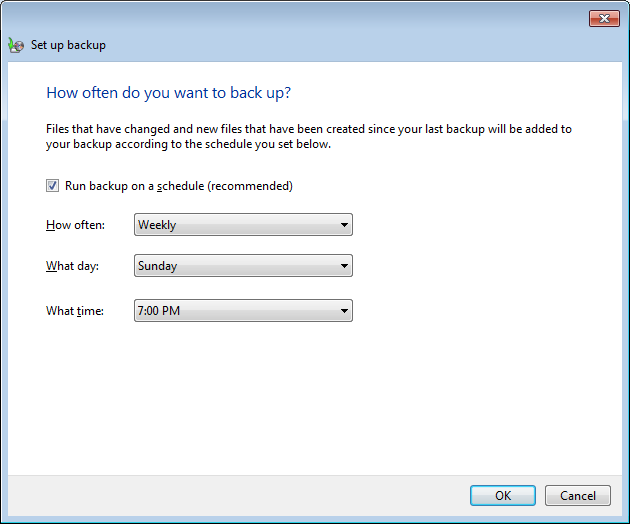 Set up backup
How often do you want to back up?
Files that have changed and new files that have been created since your last backup will be added to
your backup according to the schedule you set below.
Run backup on a schedule (recommended)
How often: Weekly
What day: Sunday
What time: 7:00 PM
OK Cancel